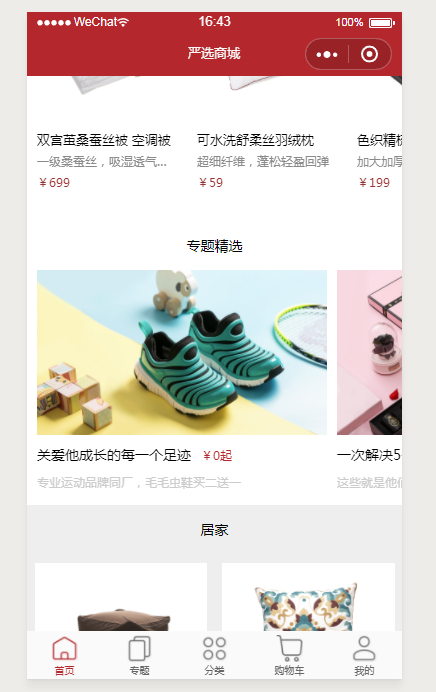 WeChat 16:43 100%
严选商城
双宫茧桑蚕丝被 空调被 可水洗舒柔丝羽绒枕 色织精梳
一级桑蚕丝，吸湿透气... 超细纤维，蓬松轻盈回弹 加大加厚
￥699 ￥59 ￥199
专题精选
关爱他成长的每一个足迹 ￥0起 一次解决5
专业运动品牌同厂，毛毛虫鞋买二送一 这些就是他们
居家
首页 专题 分类 购物车 我的